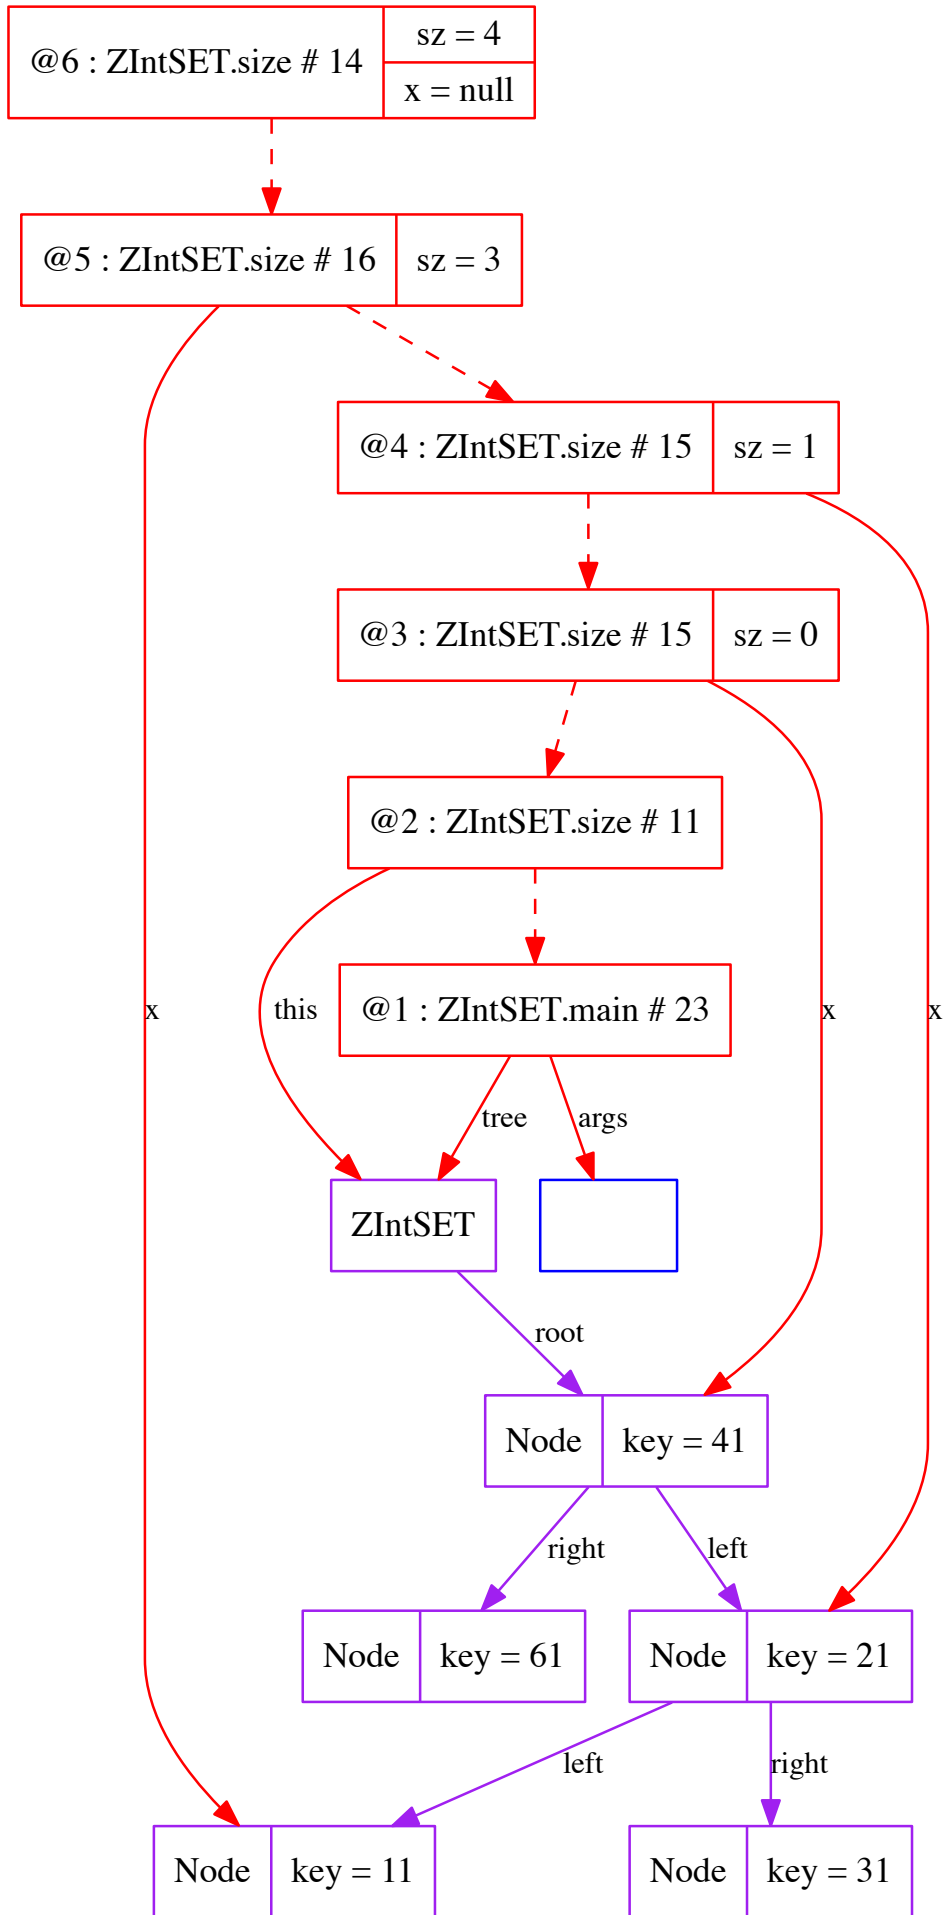 @6 : ZIntSET.size # 14
sz = 4
x = null
@5 : ZIntSET.size # 16
sz = 3
@4 : ZIntSET.size # 15
sz = 1
@3 : ZIntSET.size # 15
sz = 0
@2 : ZIntSET.size # 11
x
this
@1 : ZIntSET.main # 23
x
x
tree
args
ZIntSET
root
Node
key = 41
right
left
Node
key = 61
Node
key = 21
left
right
Node
key = 11
Node
key = 31